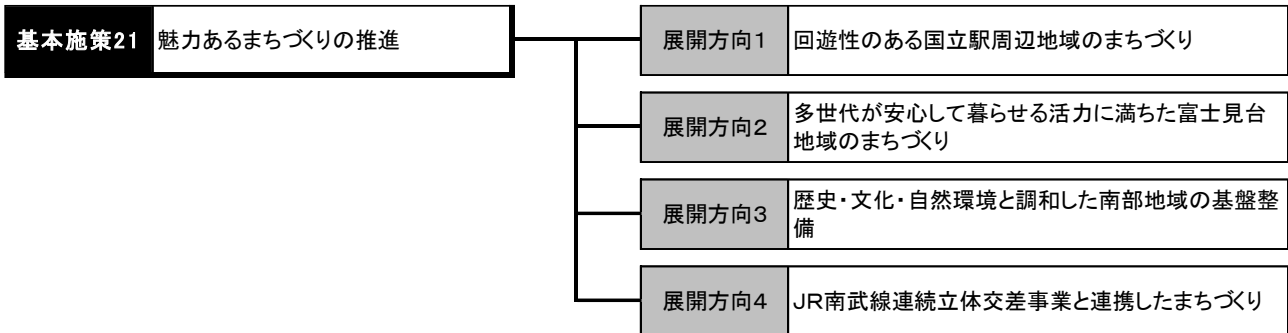 基本施策21 魅力あるまちづくりの推進
展開方向1 回遊性のある国立駅周辺地域のまちづくり
展開方向2 多世代が安心して暮らせる活力に満ちた富士見台
地域のまちづくり
展開方向3 歴史・文化・自然環境と調和した南部地域の基盤整
備
展開方向4 JR南武線連続立体交差事業と連携したまちづくり